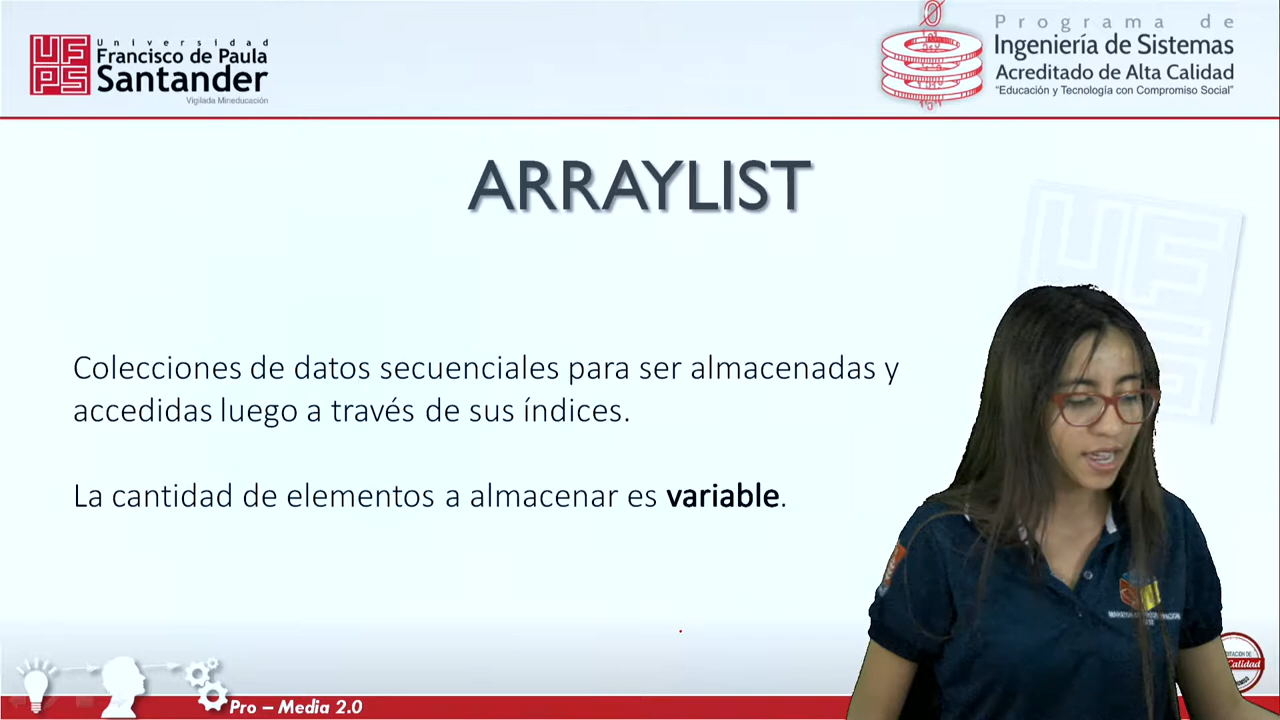 Universidad
Francisco de Paula
Santander
Vigilada Mineducación
UF
PS
Programa de
Ingeniería de Sistemas
Acreditado de Alta Calidad
"Educación y Tecnología con Compromiso Social"
ARRAYLIST
Colecciones de datos secuenciales para ser almacenadas y
accedidas luego a través de sus índices.
La cantidad de elementos a almacenar es variable.
Pro – Media 2.0